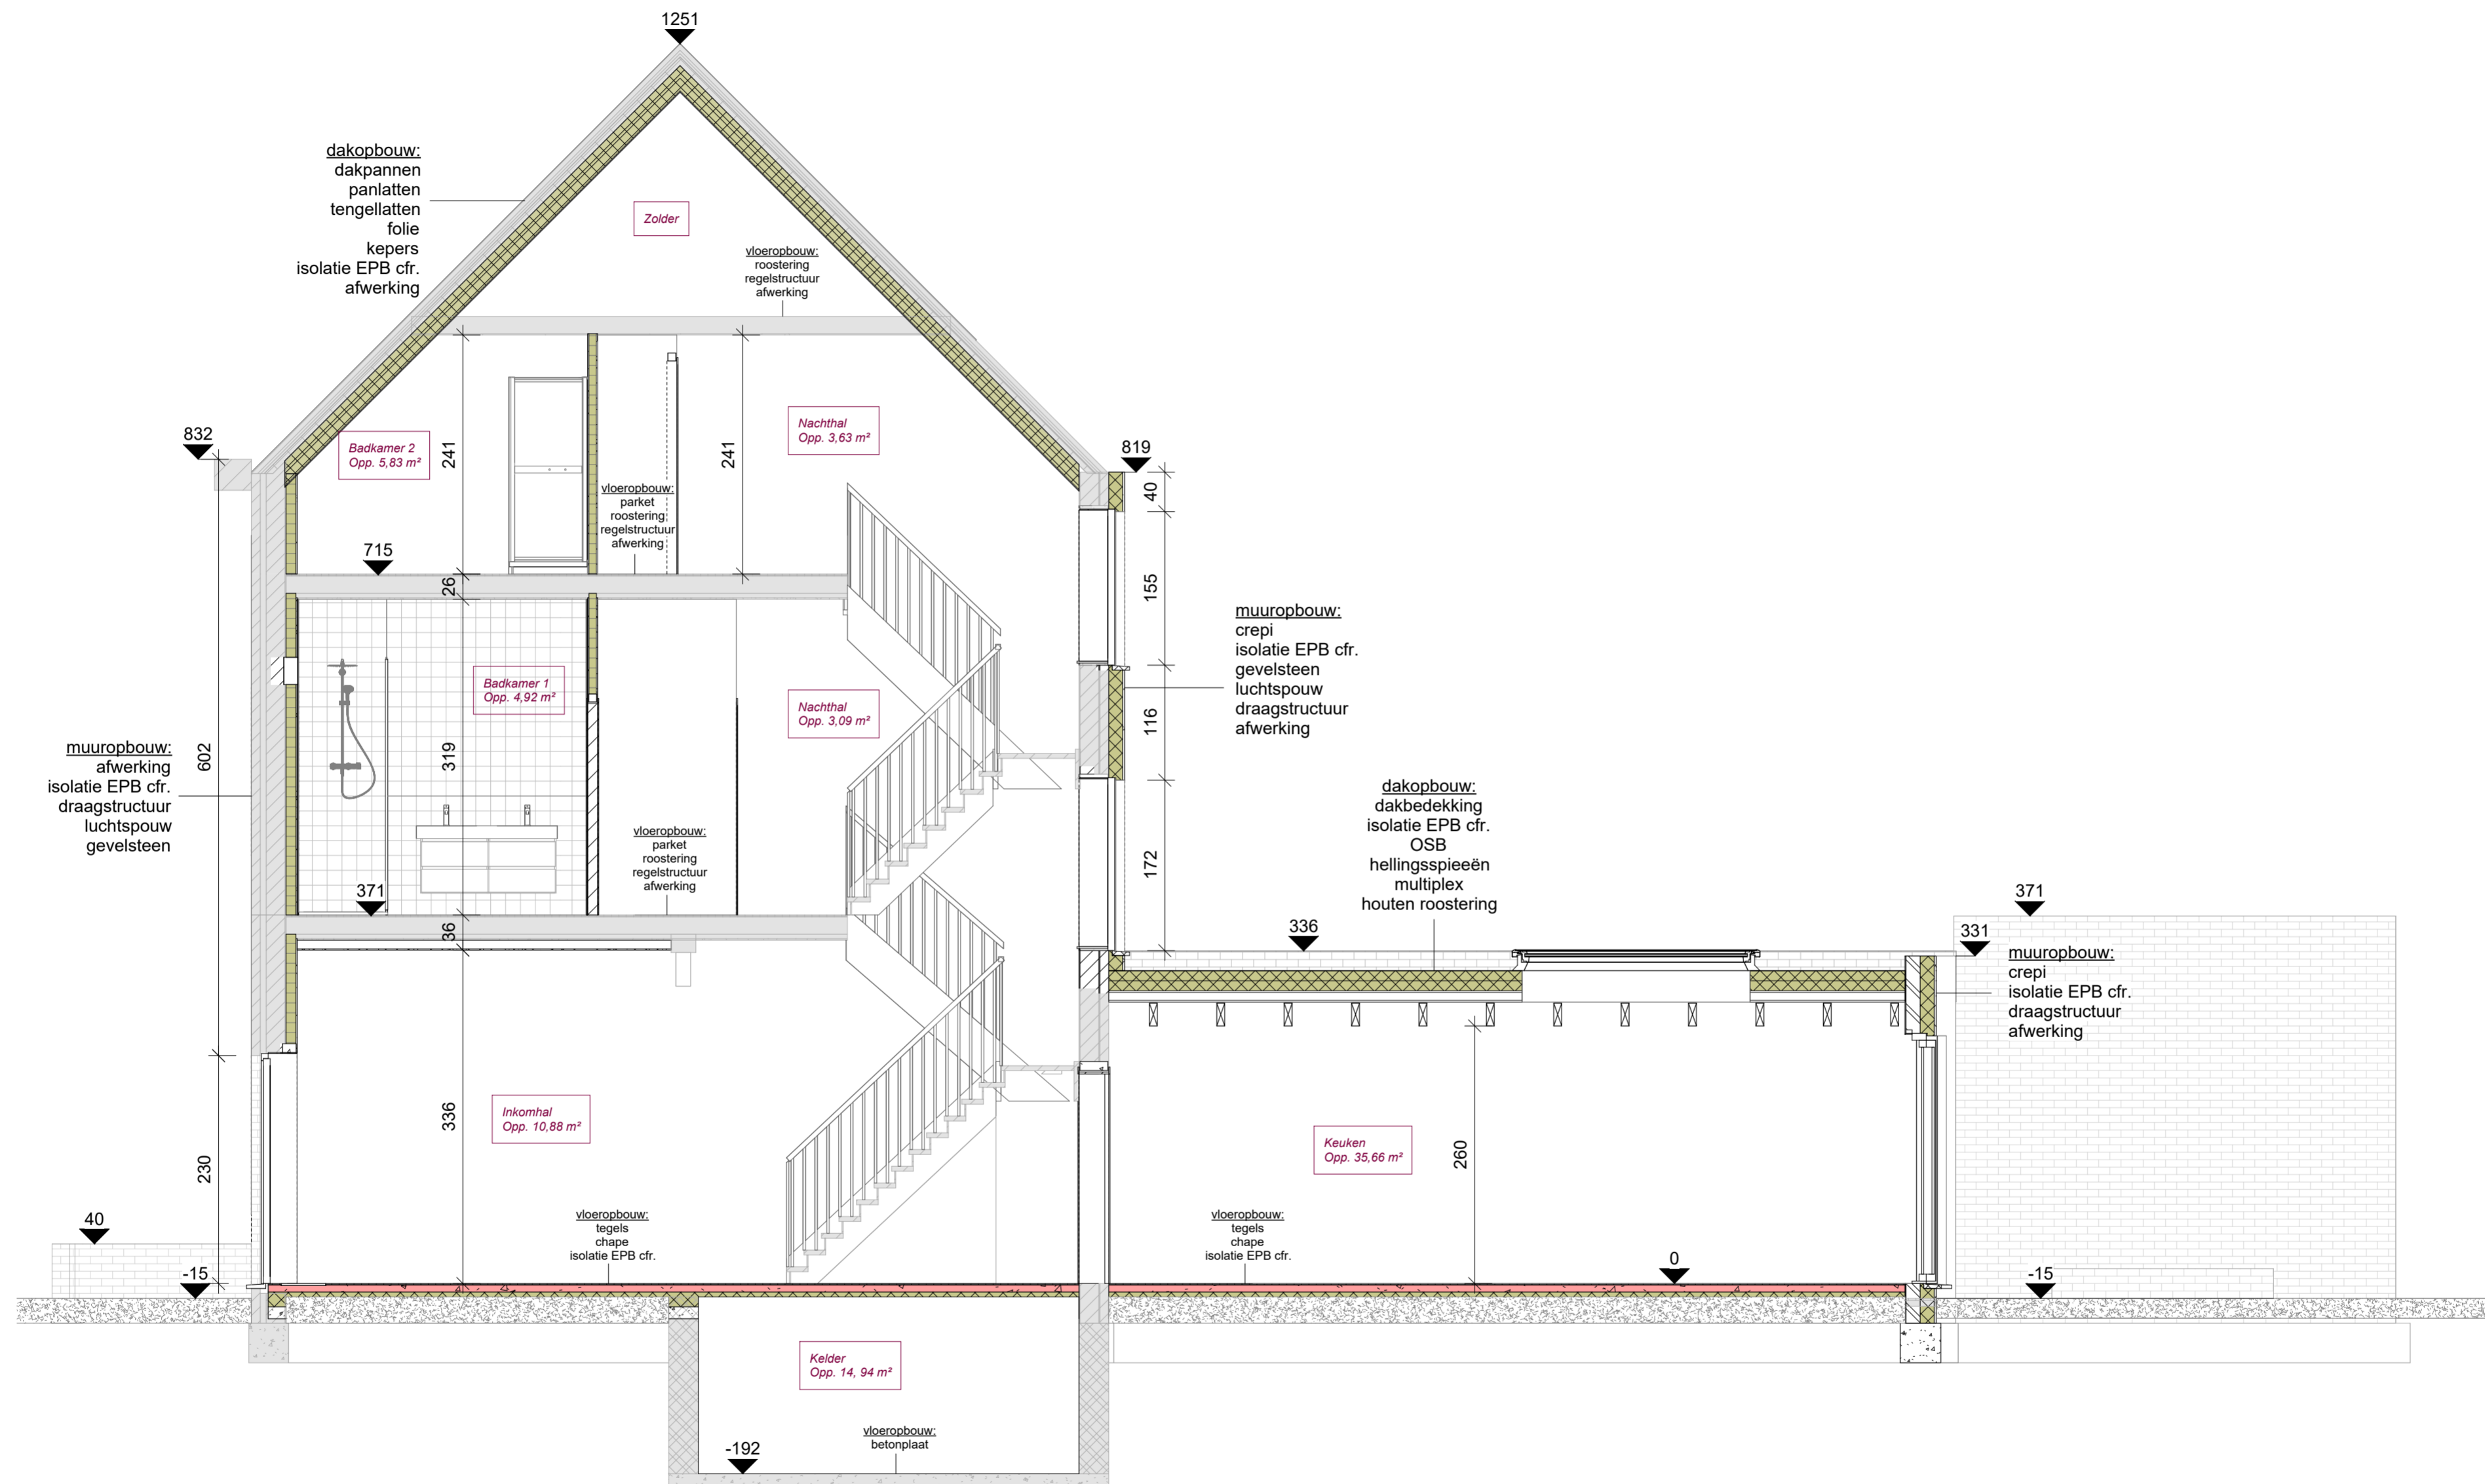 1251
dakopbouw:
dakpannen
panlatten
tengellatten
folie
kepers
isolatie EPB cfr.
afwerking
Zolder
vloeropbouw:
roostering
regelstructuur
afwerking
832
Badkamer 2
Opp. 5,83 m²
241
241
Nachthal
Opp. 3,63 m²
819
40
vloeropbouw:
parket
roostering
regelstructuur
afwerking
715
26
155
muuropbouw:
crepi
isolatie EPB cfr.
gevelsteen
luchtspouw
draagstructuur
afwerking
Badkamer 1
Opp. 4,92 m²
Nachthal
Opp. 3,09 m²
116
muuropbouw:
afwerking
isolatie EPB cfr.
draagstructuur
luchtspouw
gevelsteen
602
319
dakopbouw:
dakbedekking
isolatie EPB cfr.
OSB
hellingsspieeën
multiplex
houten roostering
vloeropbouw:
parket
roostering
regelstructuur
afwerking
172
371
36
336
371
331
muuropbouw:
crepi
isolatie EPB cfr.
draagstructuur
afwerking
Inkomhal
Opp. 10,88 m²
336
230
Keuken
Opp. 35,66 m²
260
40
vloeropbouw:
tegels
chape
isolatie EPB cfr.
vloeropbouw:
tegels
chape
isolatie EPB cfr.
0
-15
-15
Kelder
Opp. 14, 94 m²
-192
vloeropbouw:
betonplaat